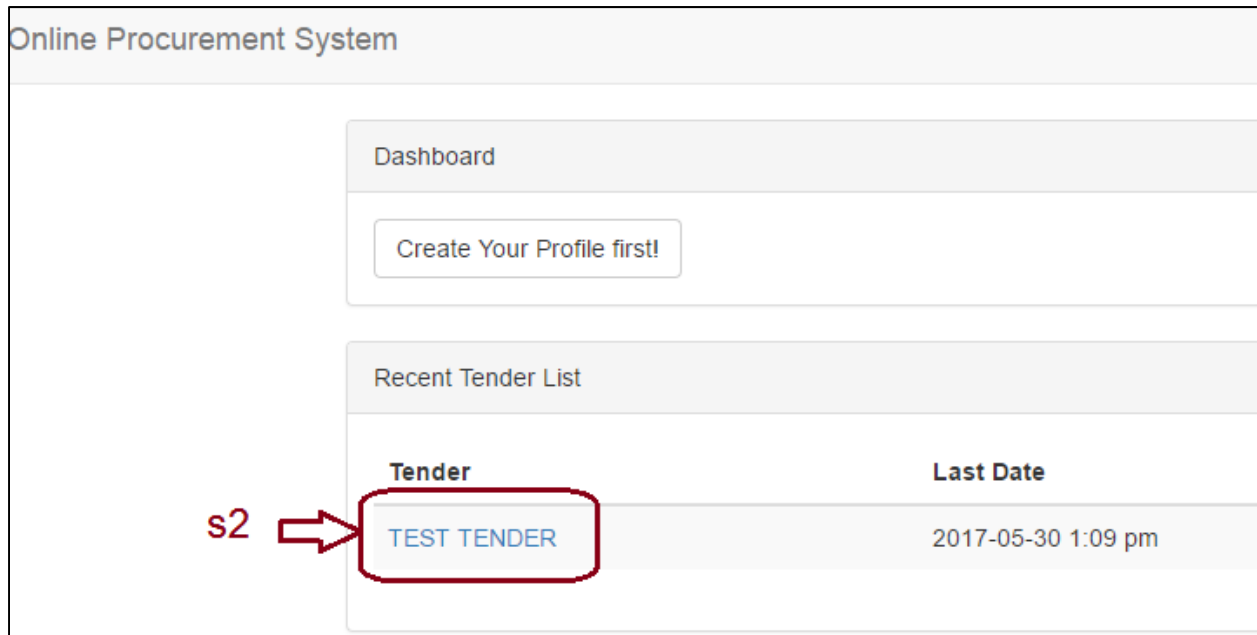 Online Procurement System
Dashboard
Create Your Profile first!
Recent Tender List
Tender Last Date
s2 TEST TENDER 2017-05-30 1:09 pm